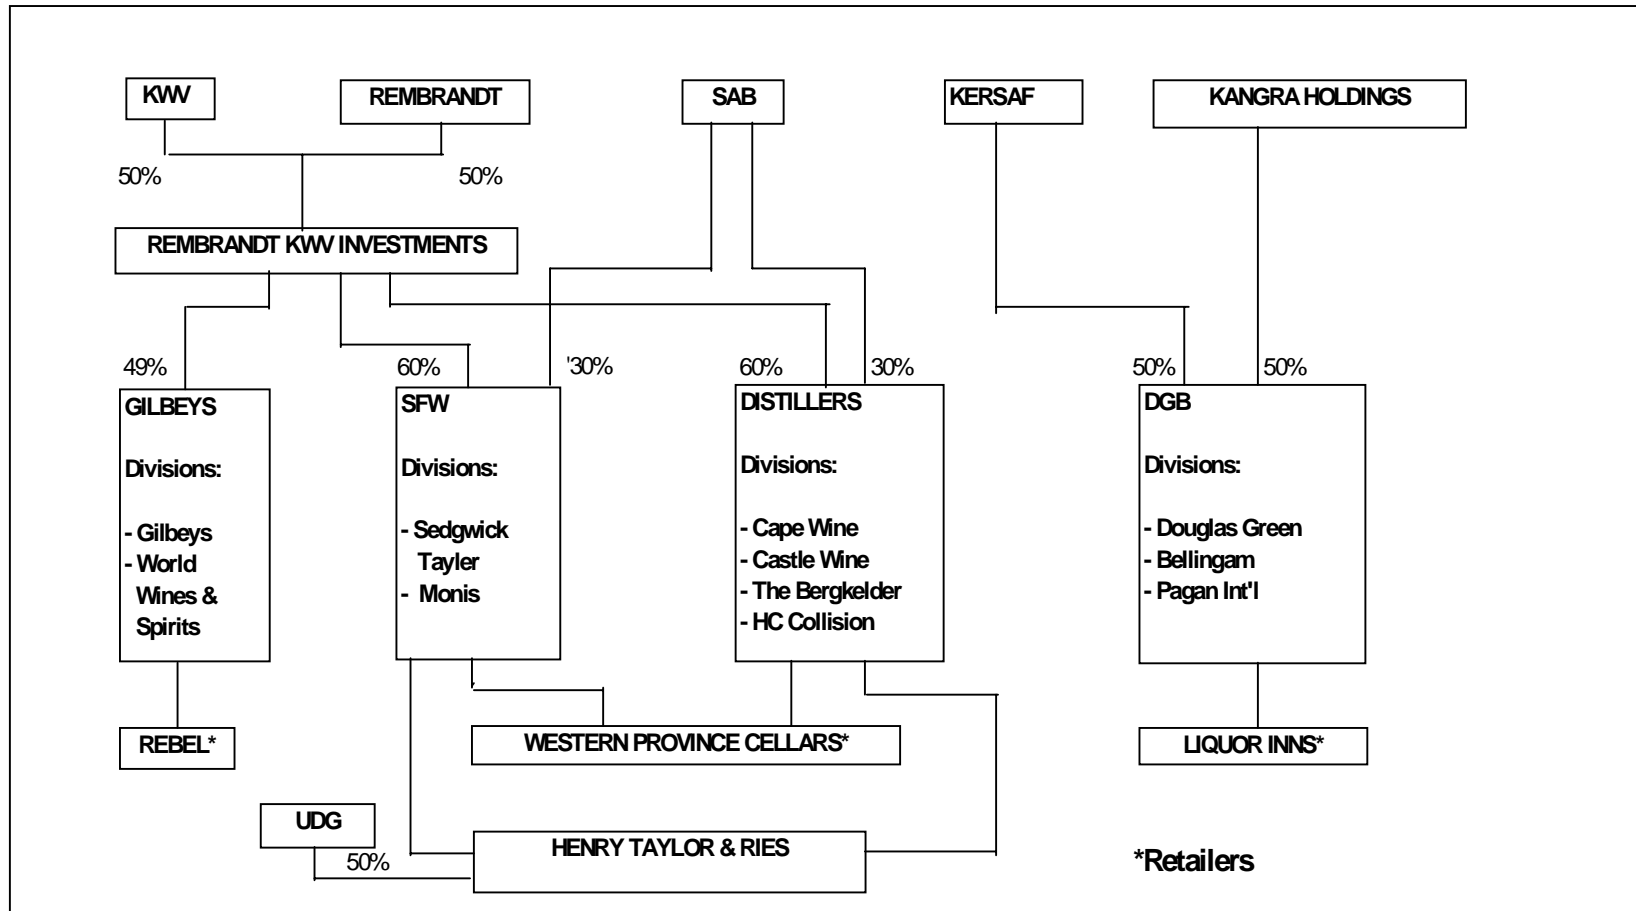 KWV
REMBRANDT
SAB
KERSAF
KANGRA HOLDINGS
50%
50%
REMBRANDT KWV INVESTMENTS
49%
60%
'30%
60%
30%
50%
50%
GILBEYS
Divisions:
- Gilbeys
- World
Wines &
Spirits
SFW
Divisions:
- Sedgwick
Tayler
- Monis
DISTILLERS
Divisions:
- Cape Wine
- Castle Wine
- The Bergkelder
- HC Collision
DGB
Divisions:
- Douglas Green
- Bellingam
- Pagan Int'l
REBEL*
WESTERN PROVINCE CELLARS*
LIQUOR INNS*
UDG
50%
HENRY TAYLOR & RIES
*Retailers